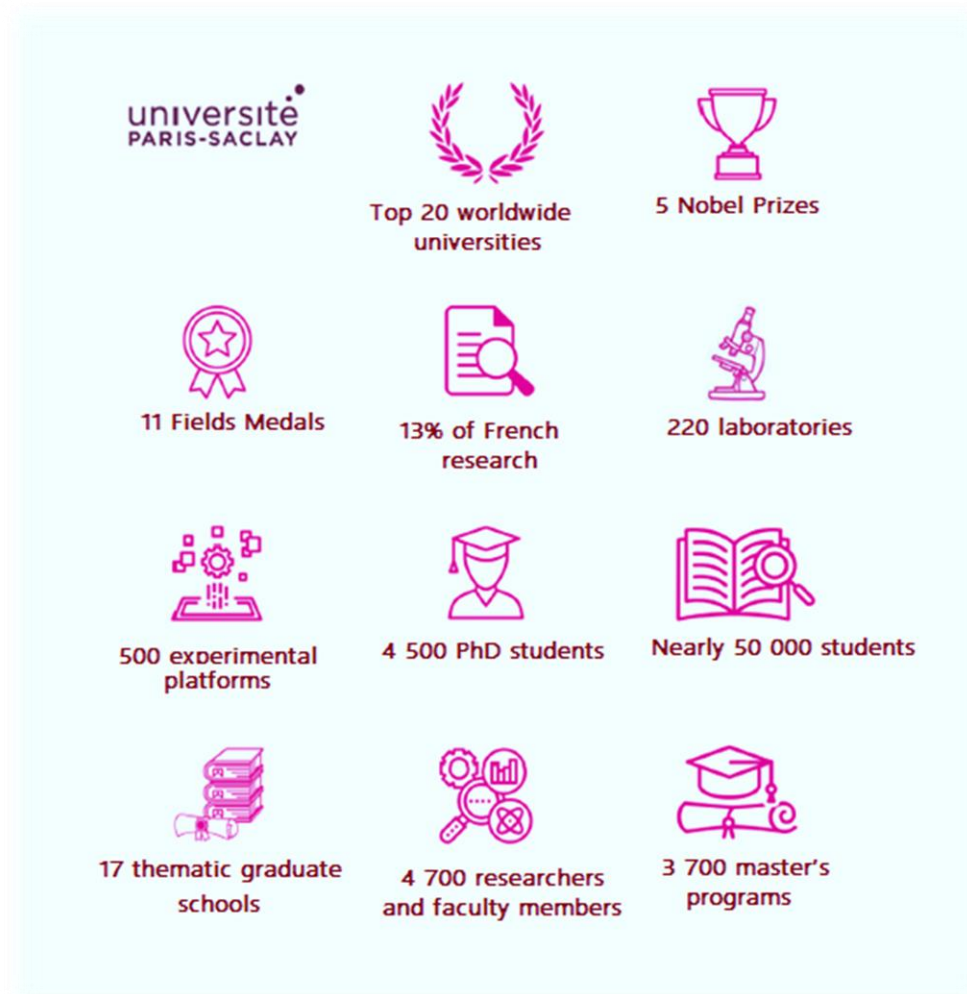 université
PARIS-SACLAY
Top 20 worldwide
universities
5 Nobel Prizes
11 Fields Medals
13% of French
research
220 laboratories
500 experimental
platforms
4 500 PhD students
Nearly 50 000 students
17 thematic graduate
schools
4 700 researchers
and faculty members
3 700 master's
programs